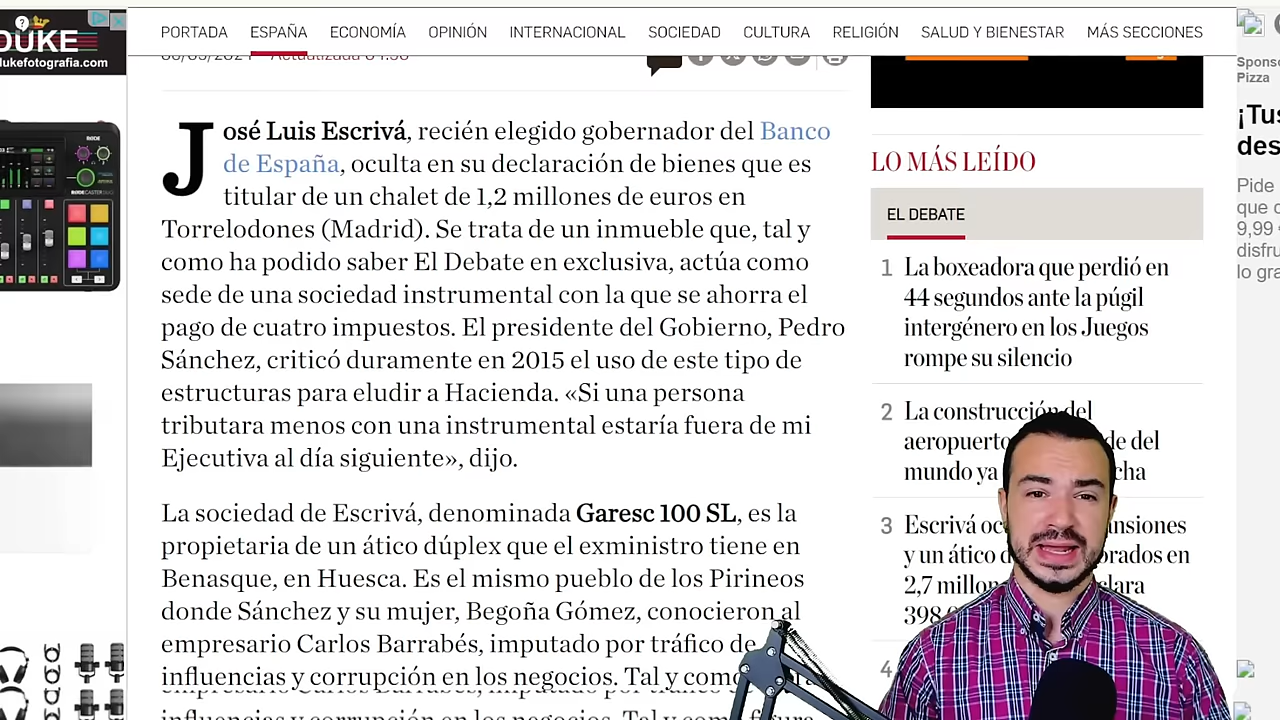 DUKE
dukefotografia.com
PORTADA
ESPAÑA
ECONOMÍA
OPINIÓN
INTERNACIONAL
SOCIEDAD
CULTURA
RELIGIÓN
SALUD Y BIENESTAR
MÁS SECCIONES
José Luis Escrivá, recién elegido gobernador del Banco
de España, oculta en su declaración de bienes que es
titular de un chalet de 1,2 millones de euros en
Torrelodones (Madrid). Se trata de un inmueble que, tal y
como ha podido saber El Debate en exclusiva, actúa como
sede de una sociedad instrumental con la que se ahorra el
pago de cuatro impuestos. El presidente del Gobierno, Pedro
Sánchez, criticó duramente en 2015 el uso de este tipo de
estructuras para eludir a Hacienda. «Si una persona
tributara menos con una instrumental estaría fuera de mi
Ejecutiva al día siguiente», dijo.
La sociedad de Escrivá, denominada Garesc 100 SL, es la
propietaria de un ático dúplex que el exministro tiene en
Benasque, en Huesca. Es el mismo pueblo de los Pirineos
donde Sánchez y su mujer, Begoña Gómez, conocieron al
empresario Carlos Barrabés, imputado por tráfico de
influencias y corrupción en los negocios. Tal y como
LO MÁS LEÍDO
EL DEBATE
1 La boxeadora que perdió en
44 segundos ante la púgil
intergénero en los Juegos
rompe su silencio
2 La construcción del
aeropuerto de del
mundo ya
3 Escrivá
y un ático
2,7
4
Pizza
¡Tus
des
Pide
que
9,99 €
lo